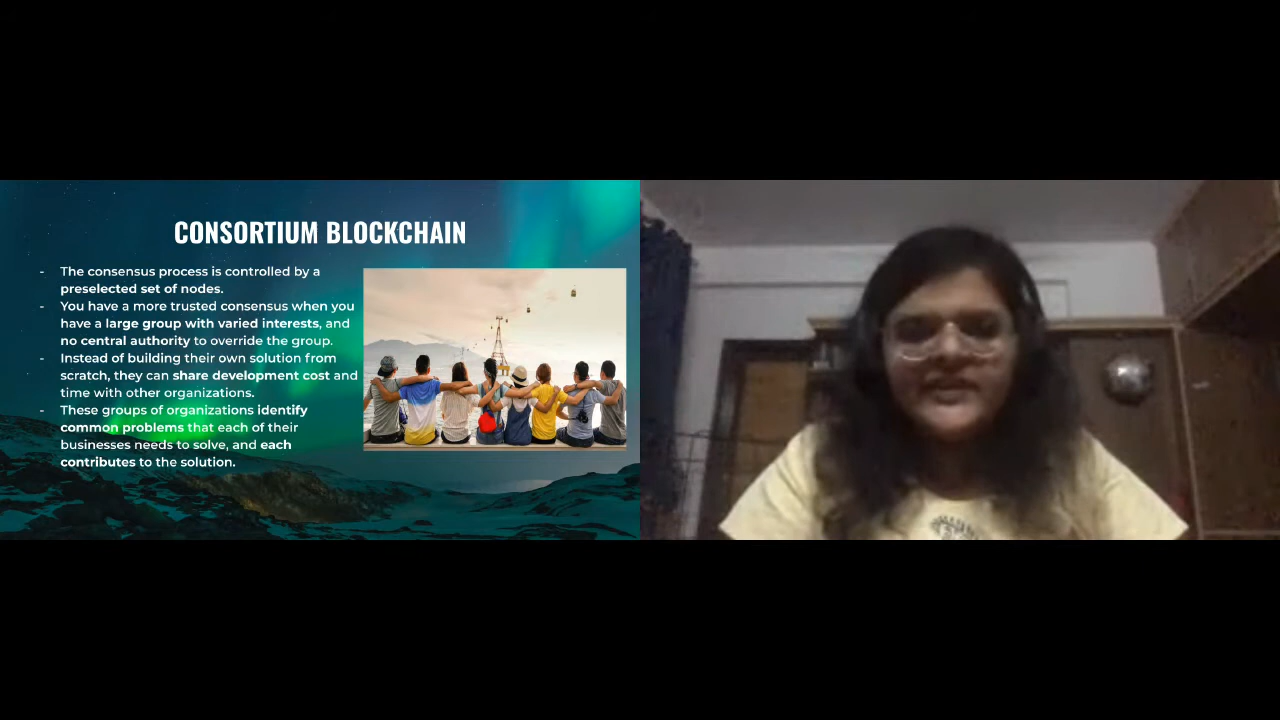 CONSORTIUM BLOCKCHAIN
- The consensus process is controlled by a
preselected set of nodes.
- You have a more trusted consensus when you
have a large group with varied interests, and
no central authority to override the group.
- Instead of building their own solution from
scratch, they can share development cost and
time with other organizations.
- These groups of organizations identify
common problems that each of their
businesses needs to solve, and each
contributes to the solution.